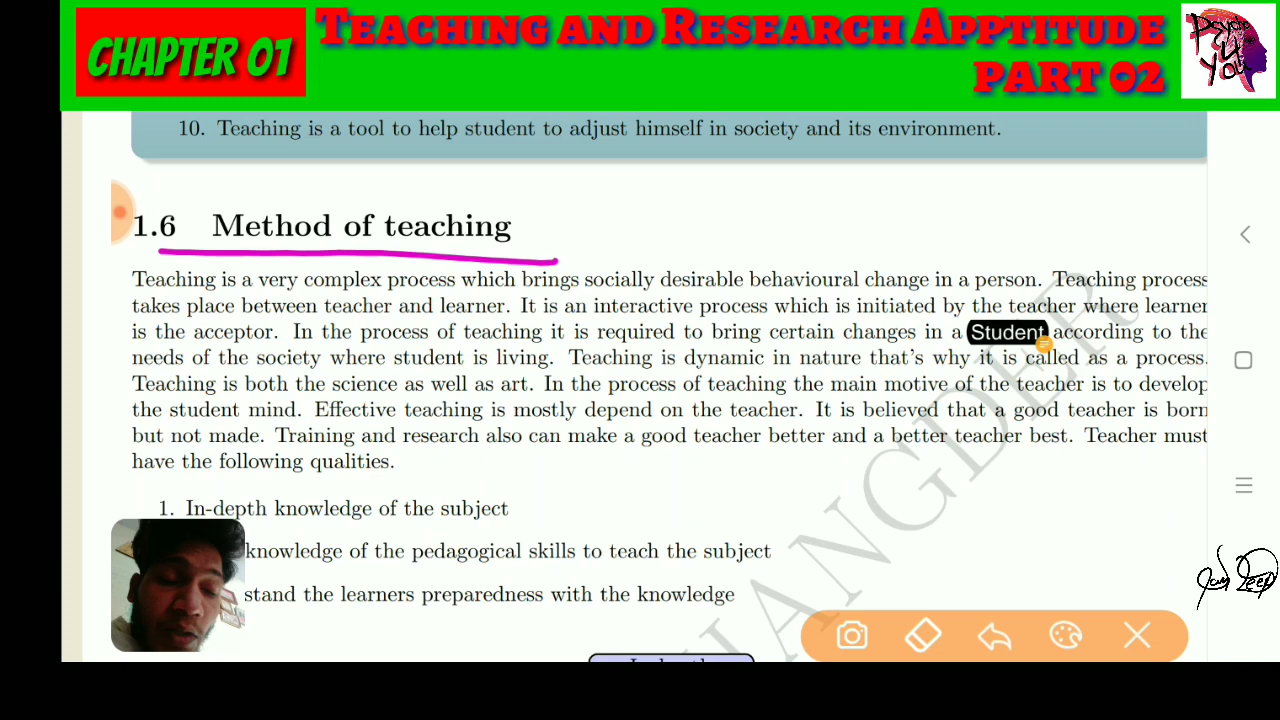 CHAPTER 01
TEACHING AND RESEARCH APPTITUDE
PART 02
Psycho
4
You
10. Teaching is a tool to help student to adjust himself in society and its environment.
1.6 Method of teaching
Teaching is a very complex process which brings socially desirable behavioural change in a person. Teaching process
takes place between teacher and learner. It is an interactive process which is initiated by the teacher where learner
is the acceptor. In the process of teaching it is required to bring certain changes in a Student according to the
needs of the society where student is living. Teaching is dynamic in nature that's why it is called as a process.
Teaching is both the science as well as art. In the process of teaching the main motive of the teacher is to develop
the student mind. Effective teaching is mostly depend on the teacher. It is believed that a good teacher is born
but not made. Training and research also can make a good teacher better and a better teacher best. Teacher must
have the following qualities.
1. In-depth knowledge of the subject
knowledge of the pedagogical skills to teach the subject
stand the learners preparedness with the knowledge